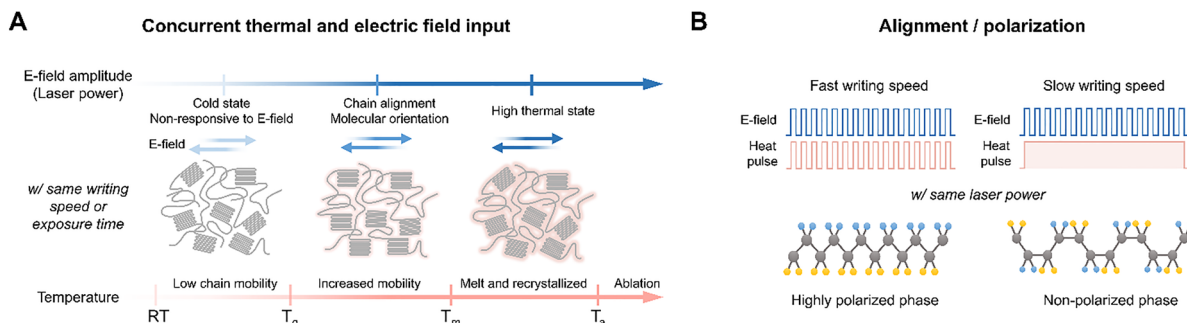 A
Concurrent thermal and electric field input
E-field amplitude
(Laser power)
Cold state
Non-responsive to E-field
Chain alignment
Molecular orientation
High thermal state
E-field
w/ same writing
speed or
exposure time
Low chain mobility
Increased mobility
Melt and recrystallized
Ablation
Temperature
RT
Tg
Tm
Ta
B
Alignment / polarization
Fast writing speed
Slow writing speed
E-field
E-field
Heat
pulse
Heat
pulse
w/ same laser power
Highly polarized phase
Non-polarized phase